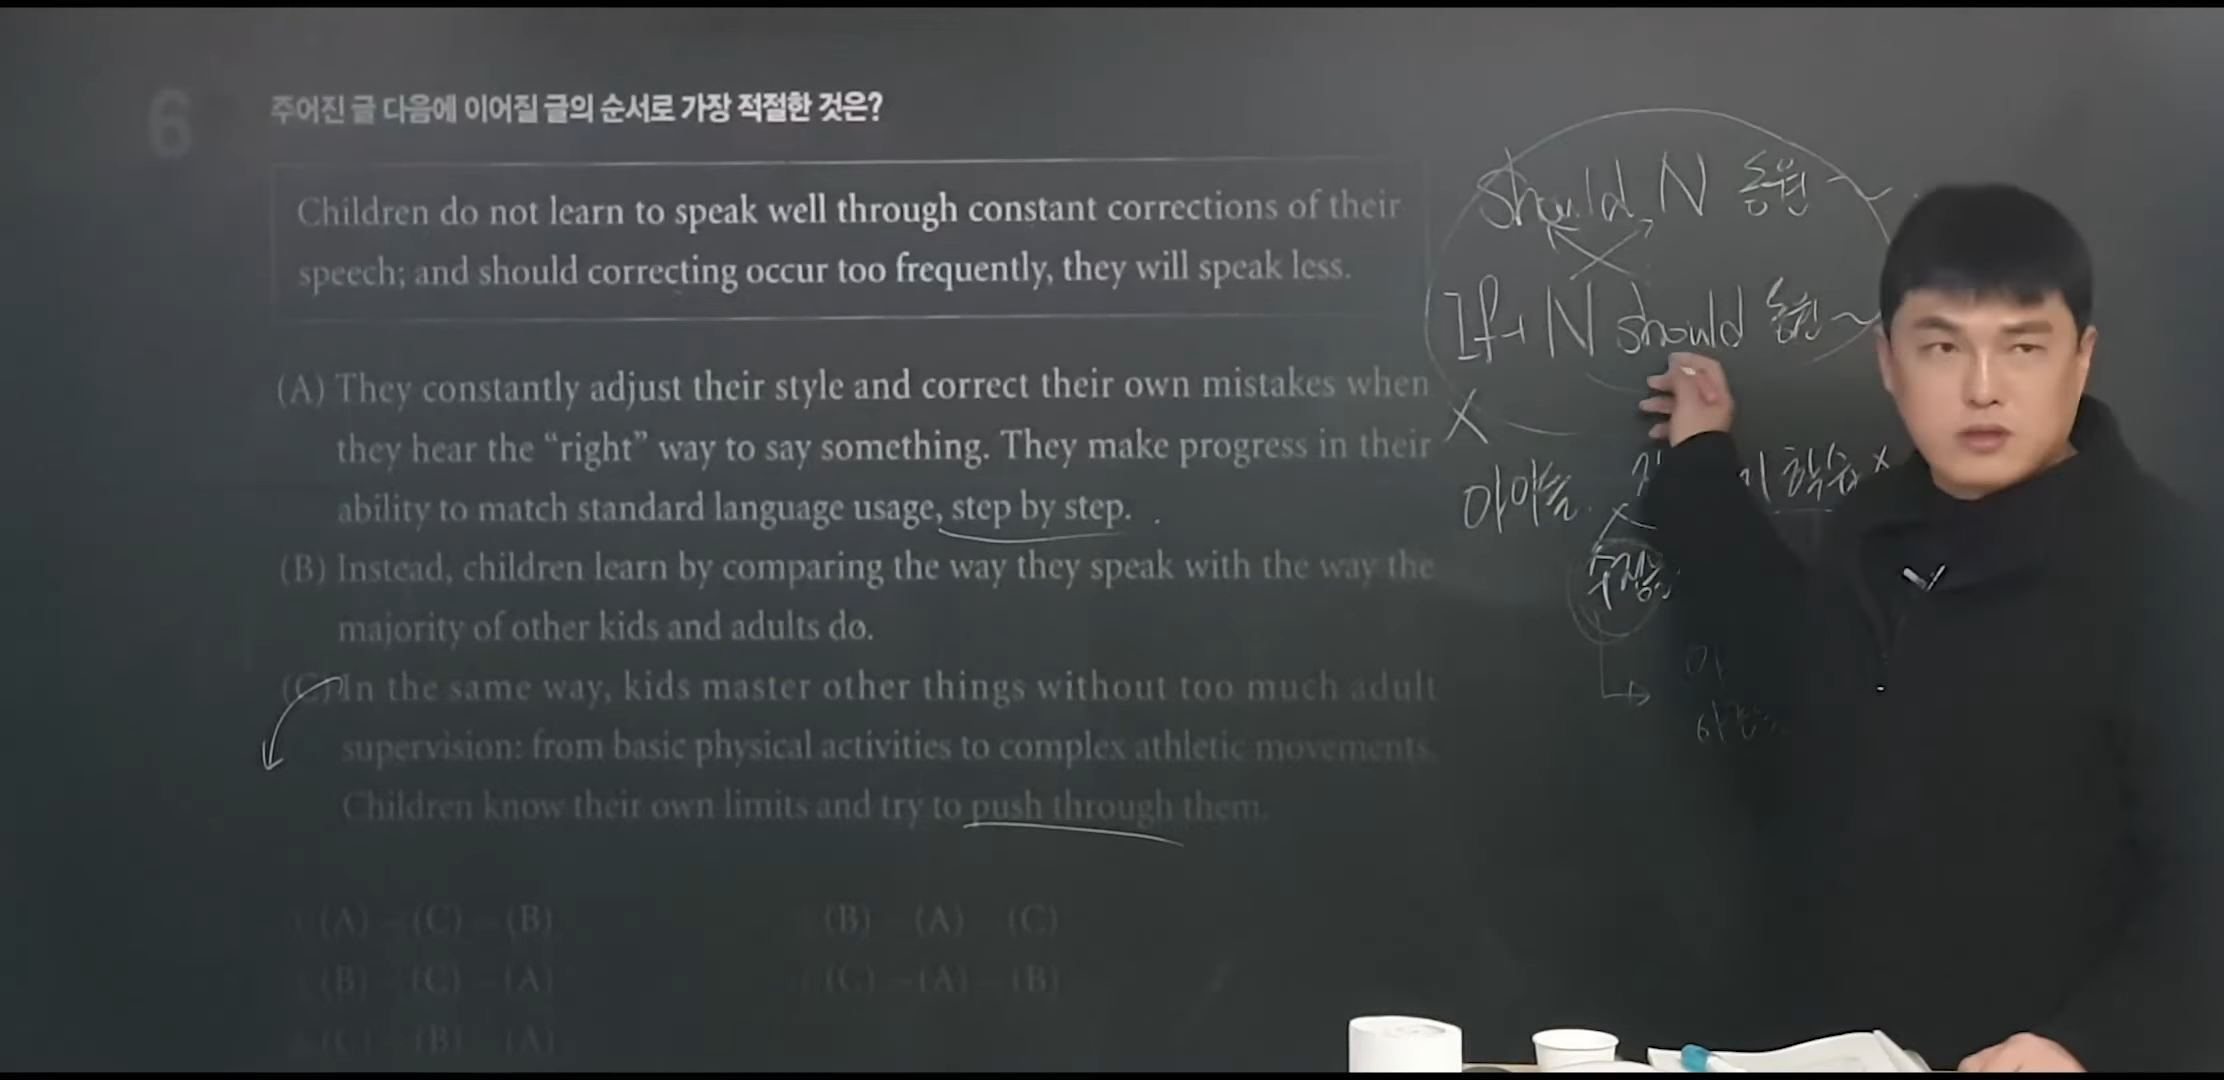 6
주어진 글 다음에 이어질 글의 순서로 가장 적절한 것은?
Children do not learn to speak well through constant corrections of their
speech; and should correcting occur too frequently, they will speak less.
(A) They constantly adjust their style and correct their own mistakes when
they hear the “right” way to say something. They make progress in their
ability to match standard language usage, step by step.
(B) Instead, children learn by comparing the way they speak with the way the
majority of other kids and adults do.
(C) In the same way, kids master other things without too much adult
supervision: from basic physical activities to complex athletic movements.
Children know their own limits and try to push through them.
(A) – (C) – (B)
(B) – (A) – (C)
(B) – (C) – (A)
(C) – (A) – (B)
(C) – (B) – (A)
Should N 동원 ~
If + N should 동원 ~
X
아이들
학습 X
수정